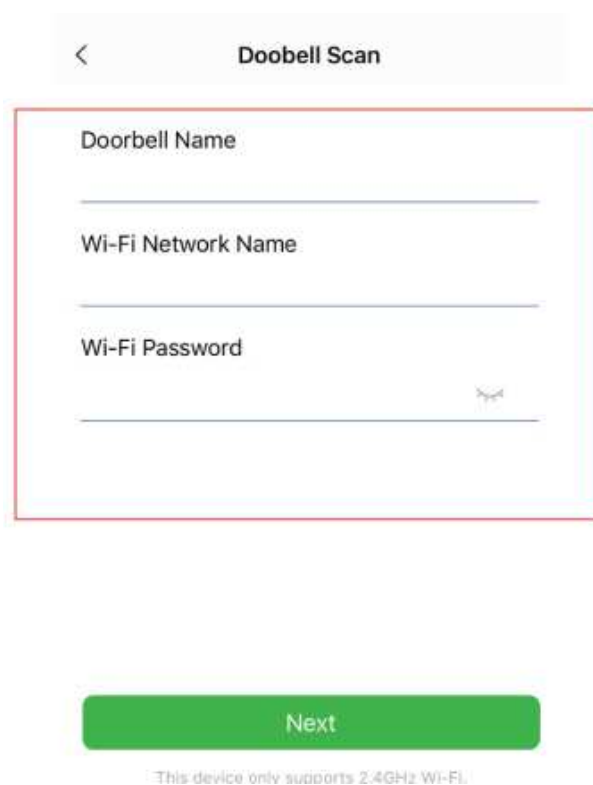 Doobell Scan
Doorbell Name
Wi-Fi Network Name
Wi-Fi Password
Next
This device only supports 2.4GHz Wi-Fi.